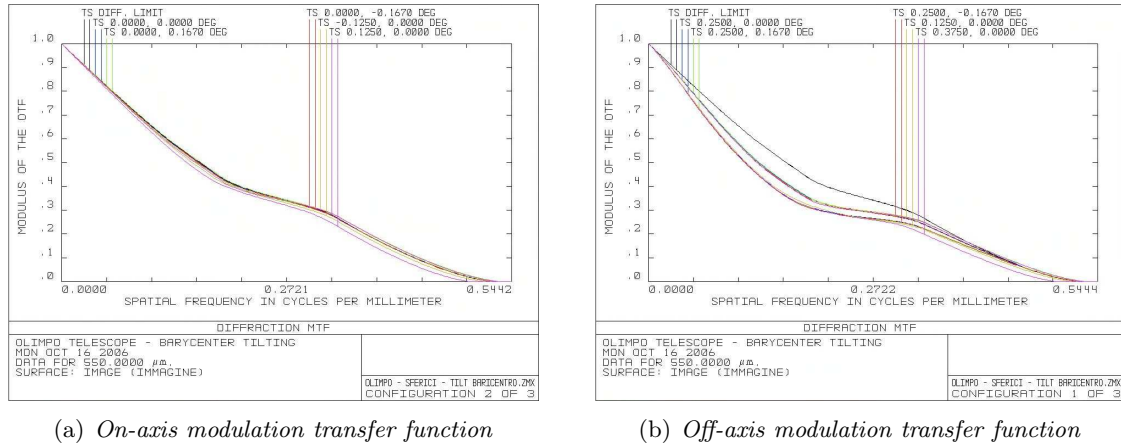 TS DIFF. LIMIT
TS 0.0000, 0.0000 DEG
TS 0.0000, 0.1670 DEG
TS 0.0000, -0.1670 DEG
TS -0.1250, 0.0000 DEG
TS 0.1250, 0.0000 DEG
1.0
.9
.8
.7
.6
.5
.4
.3
.2
.1
.0
MODULUS OF THE OTF
0.0000
0.2721
0.5442
SPATIAL FREQUENCY IN CYCLES PER MILLIMETER
DIFFRACTION MTF
OLIMPO TELESCOPE - BARYCENTER TILTING
MON OCT 16 2006
DATA FOR 550.0000 µm.
SURFACE: IMAGE (IMMAGINE)
OLIMPO - SFERICI - TILT BARICENTRO.ZMX
CONFIGURATION 2 OF 3
(a) On-axis modulation transfer function
TS DIFF. LIMIT
TS 0.2500, 0.0000 DEG
TS 0.2500, 0.1670 DEG
TS 0.2500, -0.1670 DEG
TS 0.1250, 0.0000 DEG
TS 0.3750, 0.0000 DEG
1.0
.9
.8
.7
.6
.5
.4
.3
.2
.1
.0
MODULUS OF THE OTF
0.0000
0.2722
0.5444
SPATIAL FREQUENCY IN CYCLES PER MILLIMETER
DIFFRACTION MTF
OLIMPO TELESCOPE - BARYCENTER TILTING
MON OCT 16 2006
DATA FOR 550.0000 µm.
SURFACE: IMAGE (IMMAGINE)
OLIMPO - SFERICI - TILT BARICENTRO.ZMX
CONFIGURATION 1 OF 3
(b) Off-axis modulation transfer function